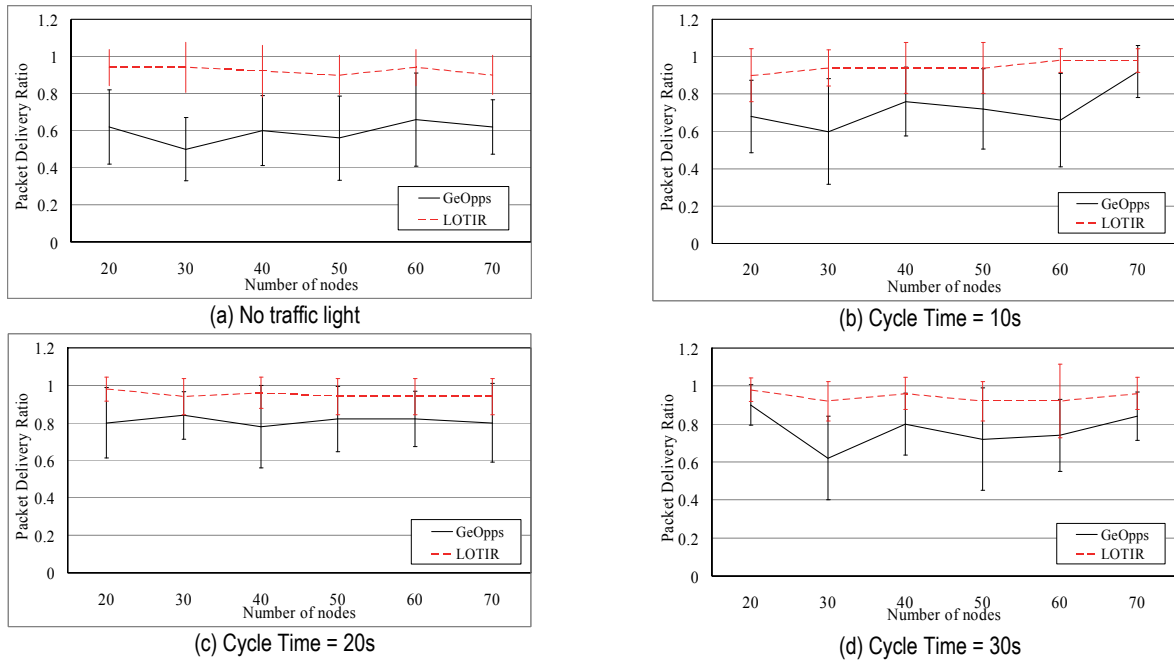 1.2
1
0.8
0.6
0.4
0.2
0
Packet Delivery Ratio
GeOpps
LOTIR
20 30 40 50 60 70
Number of nodes
(a) No traffic light
1.2
1
0.8
0.6
0.4
0.2
0
Packet Delivery Ratio
GeOpps
LOTIR
20 30 40 50 60 70
Number of nodes
(b) Cycle Time = 10s
1.2
1
0.8
0.6
0.4
0.2
0
Packet Delivery Ratio
GeOpps
LOTIR
20 30 40 50 60 70
Number of nodes
(c) Cycle Time = 20s
1.2
1
0.8
0.6
0.4
0.2
0
Packet Delivery Ratio
GeOpps
LOTIR
20 30 40 50 60 70
Number of nodes
(d) Cycle Time = 30s